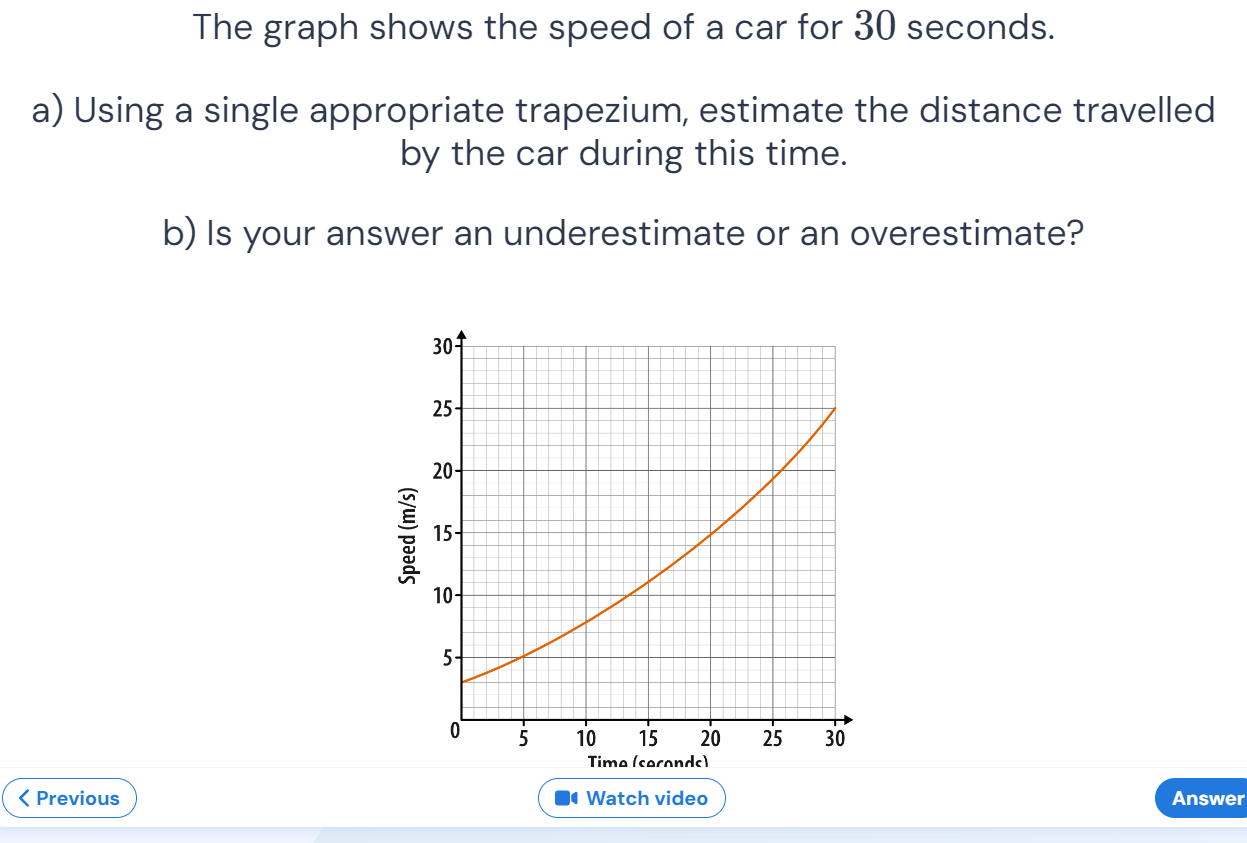 The graph shows the speed of a car for 30 seconds.
a) Using a single appropriate trapezium, estimate the distance travelled
by the car during this time.
b) Is your answer an underestimate or an overestimate?
30
25
20
15
10
5
0
Speed (m/s)
5 10 15 20 25 30
Time (seconds)
Previous
Watch video
Answer